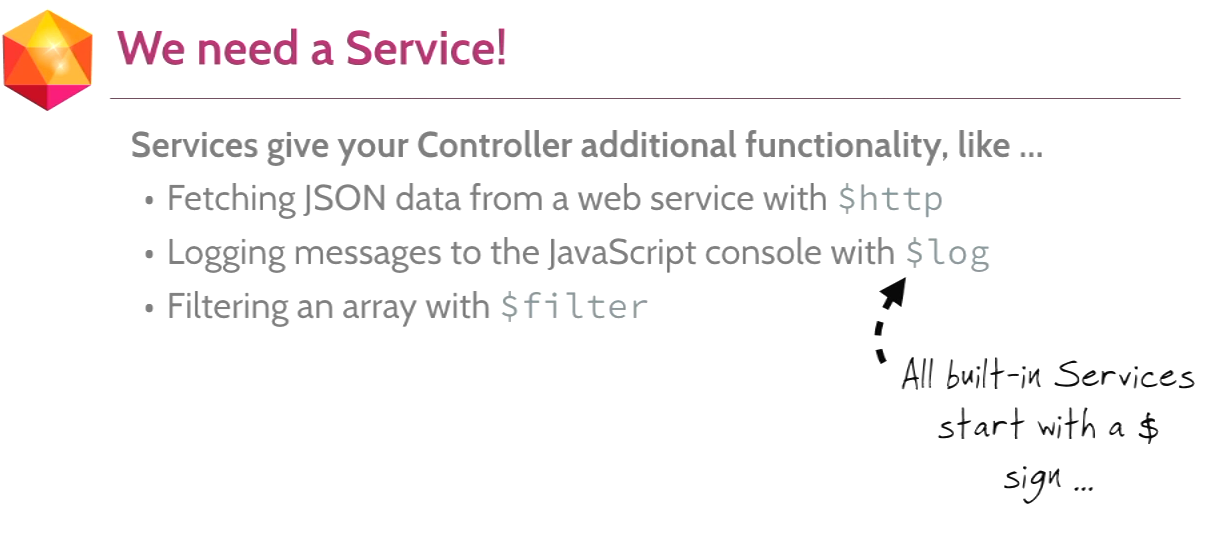 We need a Service!
Services give your Controller additional functionality, like ...
• Fetching JSON data from a web service with $http
• Logging messages to the JavaScript console with $log
• Filtering an array with $filter
All built-in Services
start with a $
sign ...